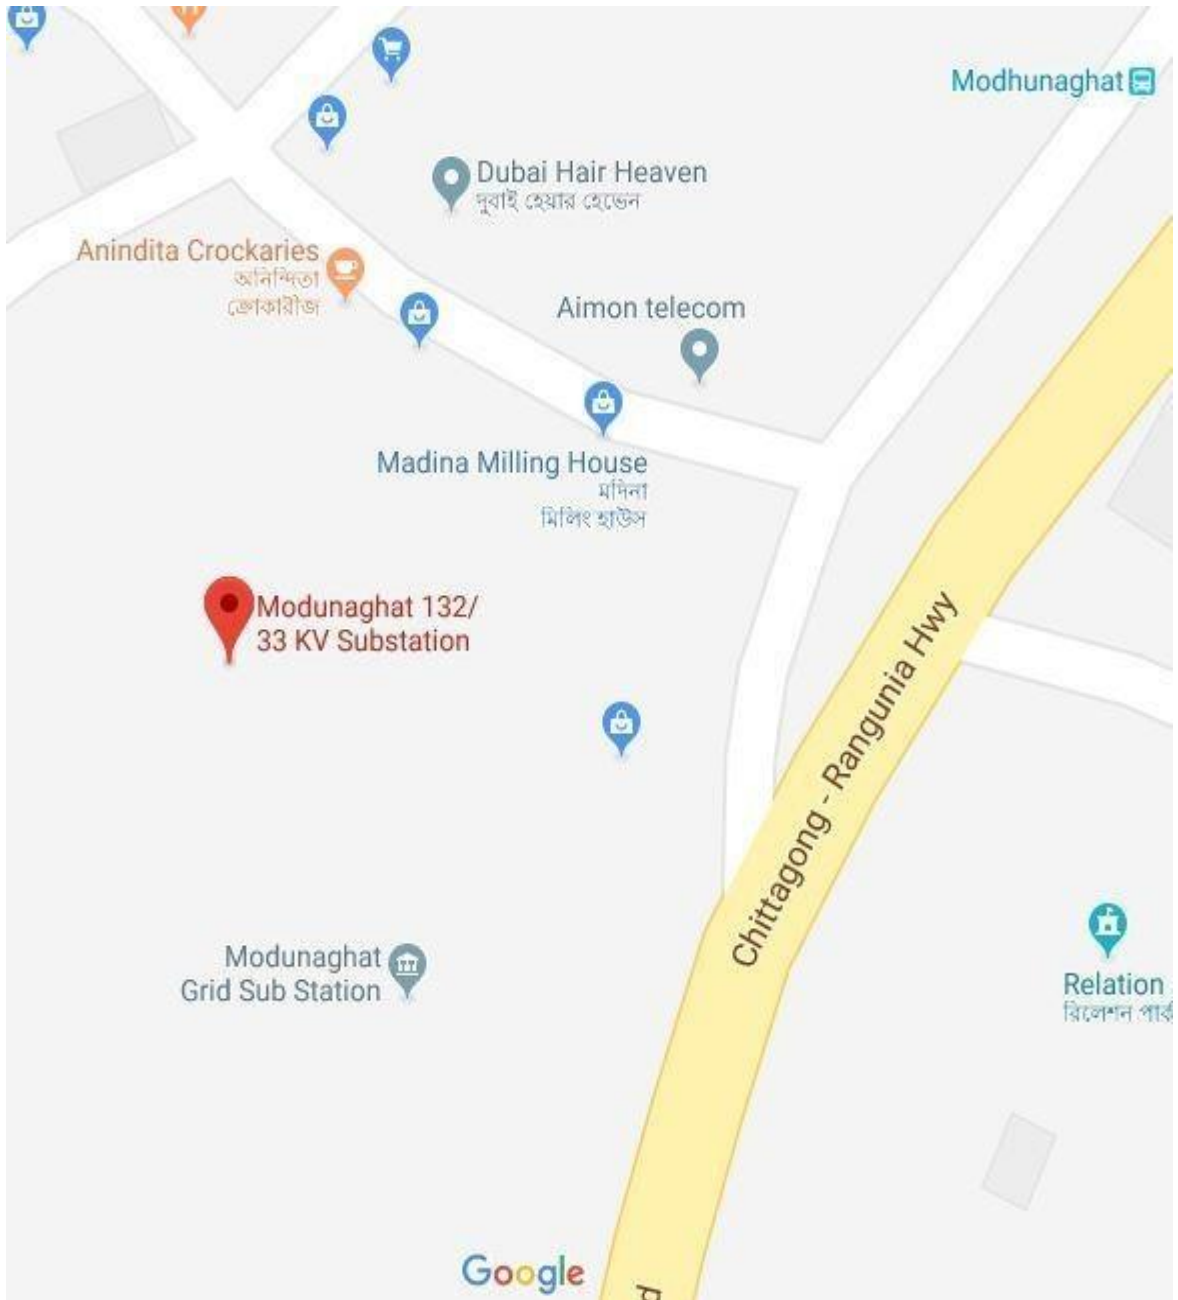 Modhunaghat
Dubai Hair Heaven
দুবাই হেয়ার হেভেন
Anindita Crockaries
অনিন্দিতা
ক্রোকারীজ
Aimon telecom
Madina Milling House
মদিনা
মিলিং হাউস
Modunaghat 132/
33 KV Substation
Chittagong - Rangunia Hwy
Modunaghat
Grid Sub Station
Relation
রিলেশন
Google
d